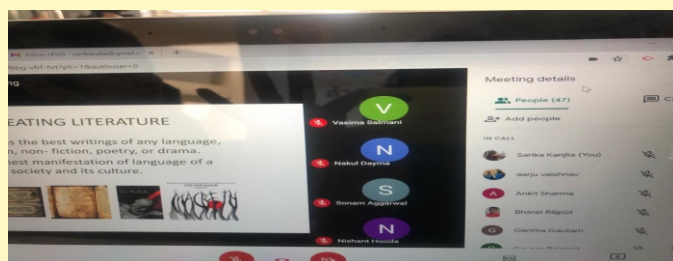 Meeting details
People (47)
Add people
IN CALL
Sarika Kanjlia (You)
aarju vaishnav
Ankit Sharma
Bharat Rajput
Garima Gautam
EATING LITERATURE
s the best writings of any language,
n, non- fiction, poetry, or drama.
hest manifestation of language of a
society and its culture.
V
Vasima Salmani
N
Nakul Dayma
S
Sonam Aggarwal
N
Nishant Hooda